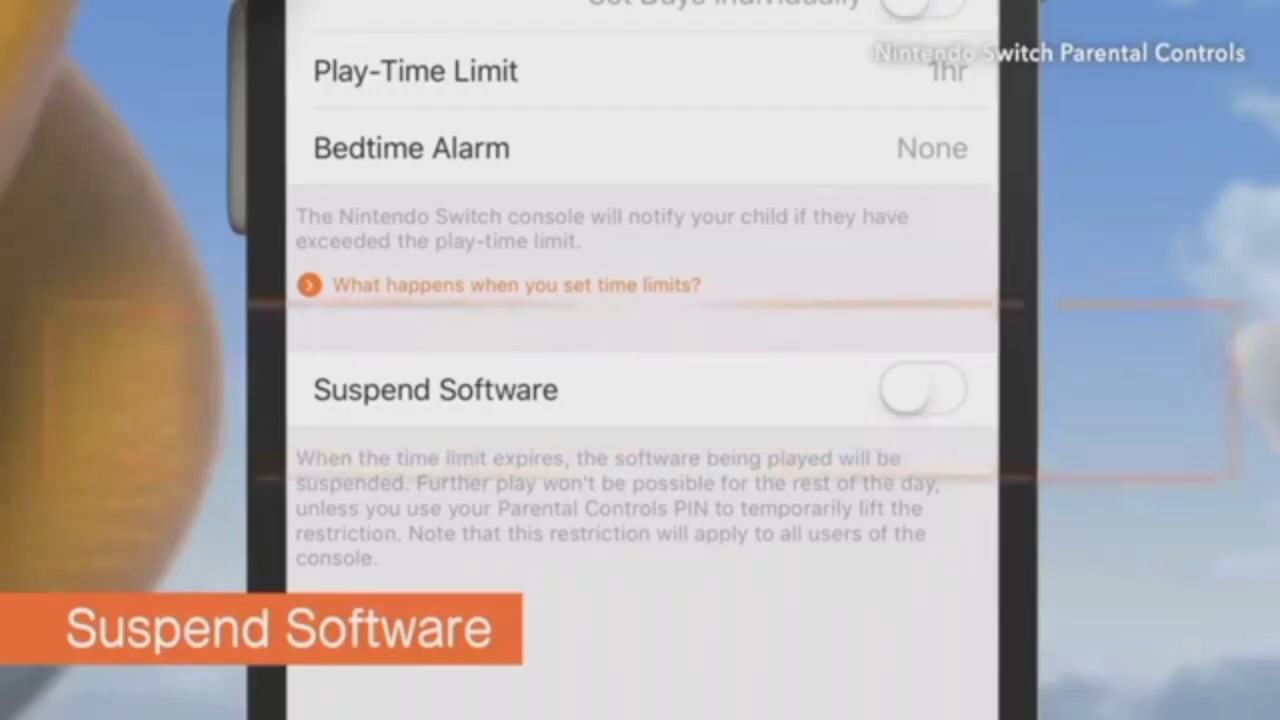 Set Days Individually
Nintendo Switch Parental Controls
Play-Time Limit
1hr
Bedtime Alarm
None
The Nintendo Switch console will notify your child if they have
exceeded the play-time limit.
What happens when you set time limits?
Suspend Software
When the time limit expires, the software being played will be
suspended. Further play won't be possible for the rest of the day,
unless you use your Parental Controls PIN to temporarily lift the
restriction. Note that this restriction will apply to all users of the
console.
Suspend Software